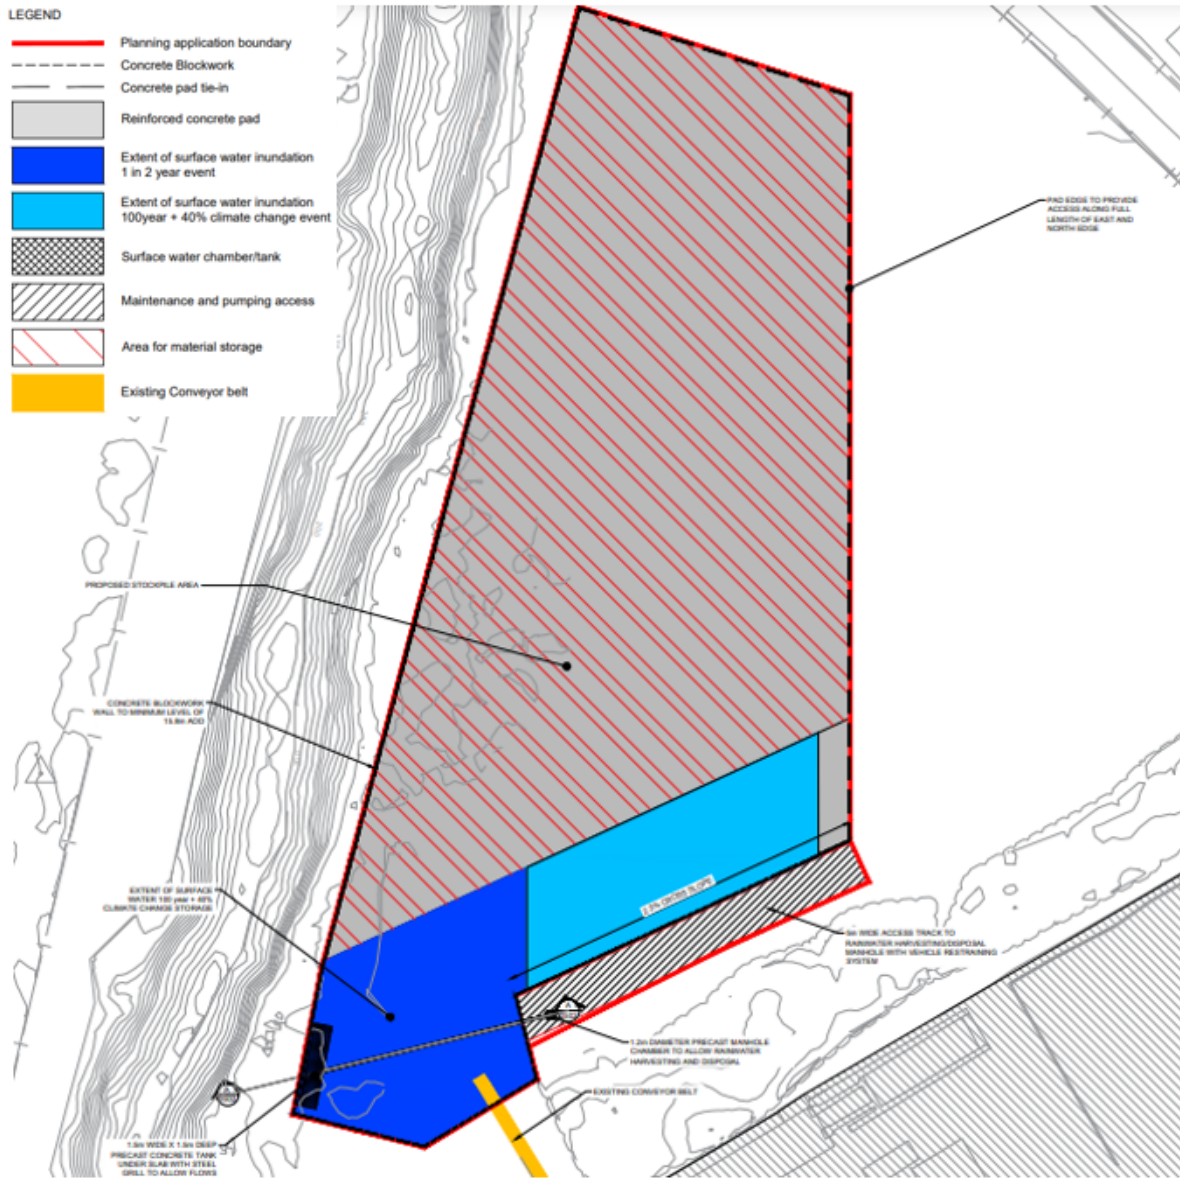 LEGEND
Planning application boundary
Concrete Blockwork
Concrete pad tie-in
Reinforced concrete pad
Extent of surface water inundation
1 in 2 year event
Extent of surface water inundation
100year + 40% climate change event
Surface water chamber/tank
Maintenance and pumping access
Area for material storage
Existing Conveyor belt
PAD EDGE TO PROVIDE
ACCESS ALONG FULL
LENGTH OF EAST AND
NORTH EDGE
PROPOSED STOCKPILE AREA
CONCRETE BLOCKWORK
WALL TO MINIMUM LEVEL OF
EXTENT OF SURFACE
WATER 100 year + 40%
CLIMATE CHANGE STORAGE
2.5% CROSS SLOPE
WIDE ACCESS TRACK TO
RAINWATER HARVESTING/DISPOSAL
MANHOLE WITH VEHICLE RESTRAINING
SYSTEM
1.2m DIAMETER PRECAST MANHOLE
CHAMBER TO ALLOW RAINWATER
HARVESTING AND DISPOSAL
EXISTING CONVEYOR BELT
1.5m WIDE X 1.5m DEEP
PRECAST CONCRETE TANK
UNDER SLAB WITH STEEL
GRILL TO ALLOW FLOWS